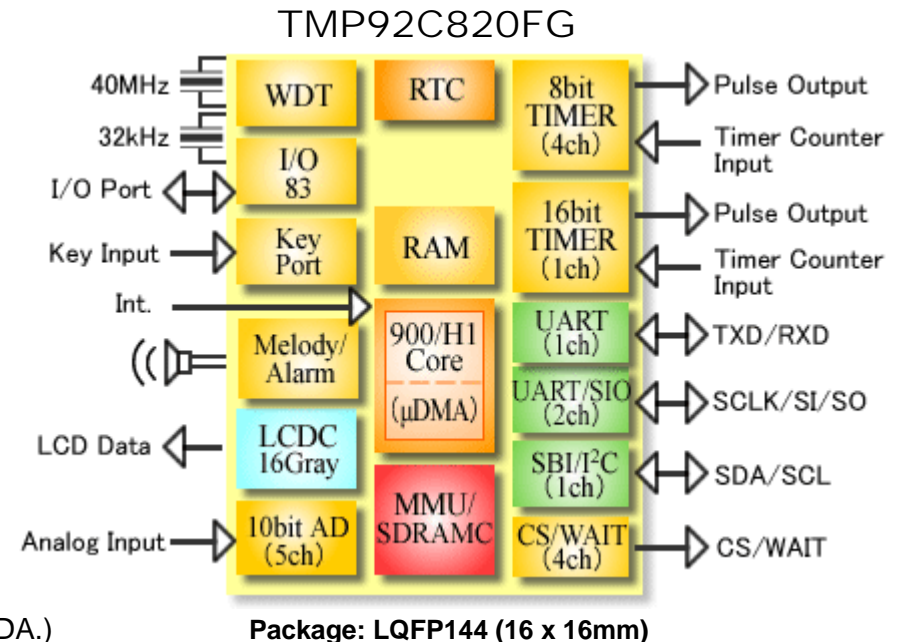 TMP92C820FG
40MHz
32kHz
I/O Port
Key Input
Int.
LCD Data
Analog Input
WDT
I/O
83
Key
Port
Melody/
Alarm
LCDC
16Gray
10bit AD
(5ch)
RTC
RAM
900/H1
Core
(μDMA)
MMU/
SDRAMC
8bit
TIMER
(4ch)
16bit
TIMER
(1ch)
UART
(1ch)
UART/SIO
(2ch)
SBI/I²C
(1ch)
CS/WAIT
(4ch)
Pulse Output
Timer Counter
Input
Pulse Output
Timer Counter
Input
TXD/RXD
SCLK/SI/SO
SDA/SCL
CS/WAIT
DA.)
Package: LQFP144 (16 x 16mm)